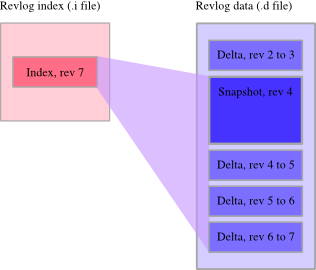 Revlog index (.i file)
Revlog data (.d file)
Index, rev 7
Delta, rev 2 to 3
Snapshot, rev 4
Delta, rev 4 to 5
Delta, rev 5 to 6
Delta, rev 6 to 7